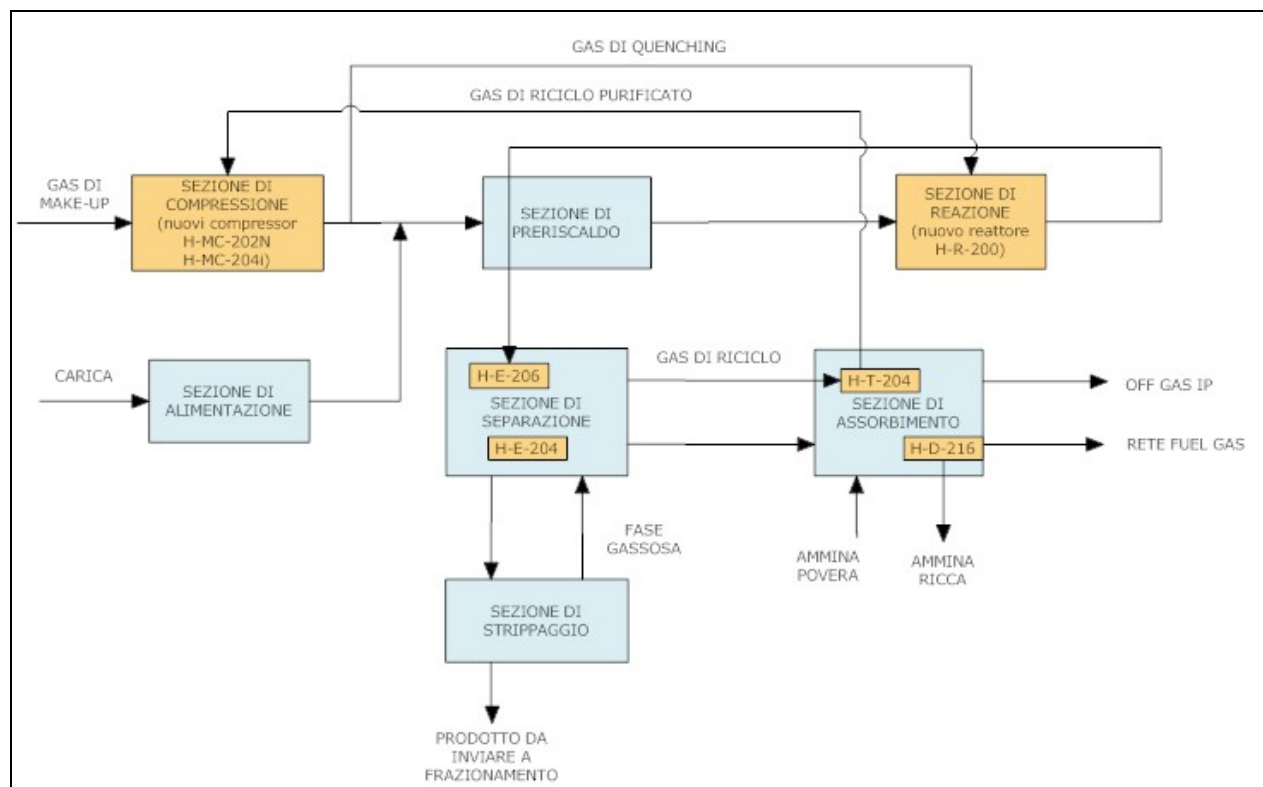 GAS DI QUENCHING
GAS DI RICICLO PURIFICATO
GAS DI
MAKE-UP
SEZIONE DI
COMPRESSIONE
(nuovi compressor
H-MC-202N
H-MC-204i)
SEZIONE DI
PRERISCALDO
SEZIONE DI
REAZIONE
(nuovo reattore
H-R-200)
CARICA
SEZIONE DI
ALIMENTAZIONE
H-E-206
SEZIONE DI
SEPARAZIONE
H-E-204
GAS DI RICICLO
H-T-204
SEZIONE DI
ASSORBIMENTO
H-D-216
OFF GAS IP
RETE FUEL GAS
FASE
GASSOSA
AMMINA
POVERA
AMMINA
RICCA
SEZIONE DI
STRIPPAGGIO
PRODOTTO DA
INVIARE A
FRAZIONAMENTO